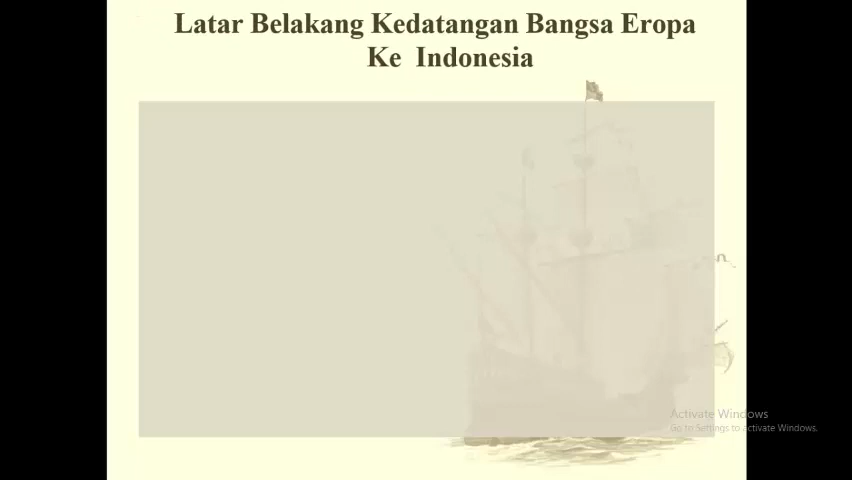 Latar Belakang Kedatangan Bangsa Eropa
Ke Indonesia
Activate Windows
Go to Settings to activate Windows.